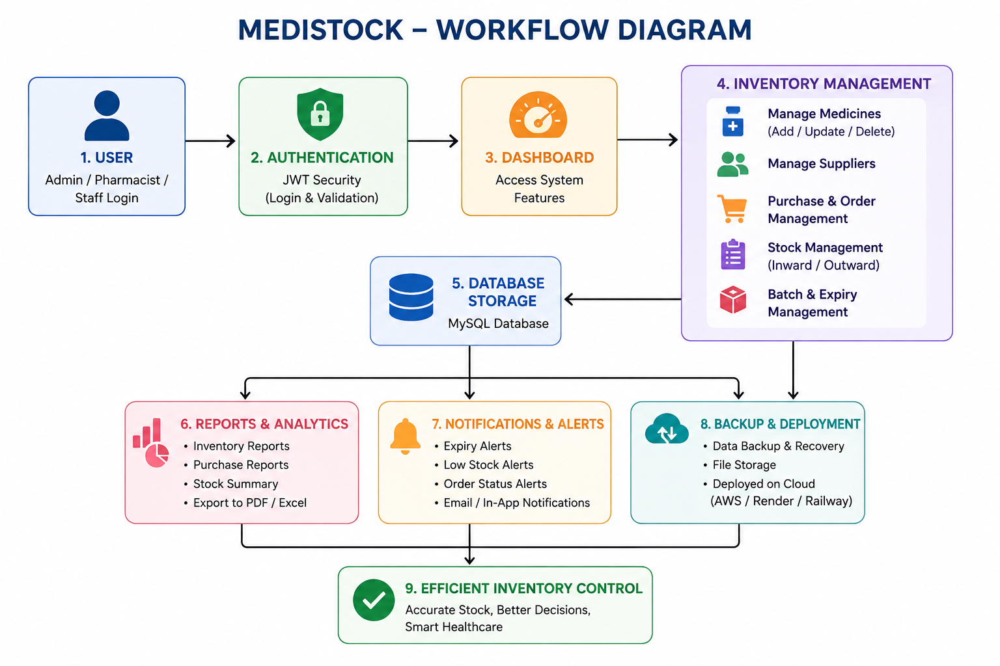 MEDISTOCK – WORKFLOW DIAGRAM
1. USER
Admin / Pharmacist /
Staff Login
2. AUTHENTICATION
JWT Security
(Login & Validation)
3. DASHBOARD
Access System
Features
4. INVENTORY MANAGEMENT
Manage Medicines
(Add / Update / Delete)
Manage Suppliers
Purchase & Order
Management
Stock Management
(Inward / Outward)
Batch & Expiry
Management
5. DATABASE
STORAGE
MySQL Database
6. REPORTS & ANALYTICS
• Inventory Reports
• Purchase Reports
• Stock Summary
• Export to PDF / Excel
7. NOTIFICATIONS & ALERTS
• Expiry Alerts
• Low Stock Alerts
• Order Status Alerts
• Email / In-App Notifications
8. BACKUP & DEPLOYMENT
• Data Backup & Recovery
• File Storage
• Deployed on Cloud
(AWS / Render / Railway)
9. EFFICIENT INVENTORY CONTROL
Accurate Stock, Better Decisions,
Smart Healthcare